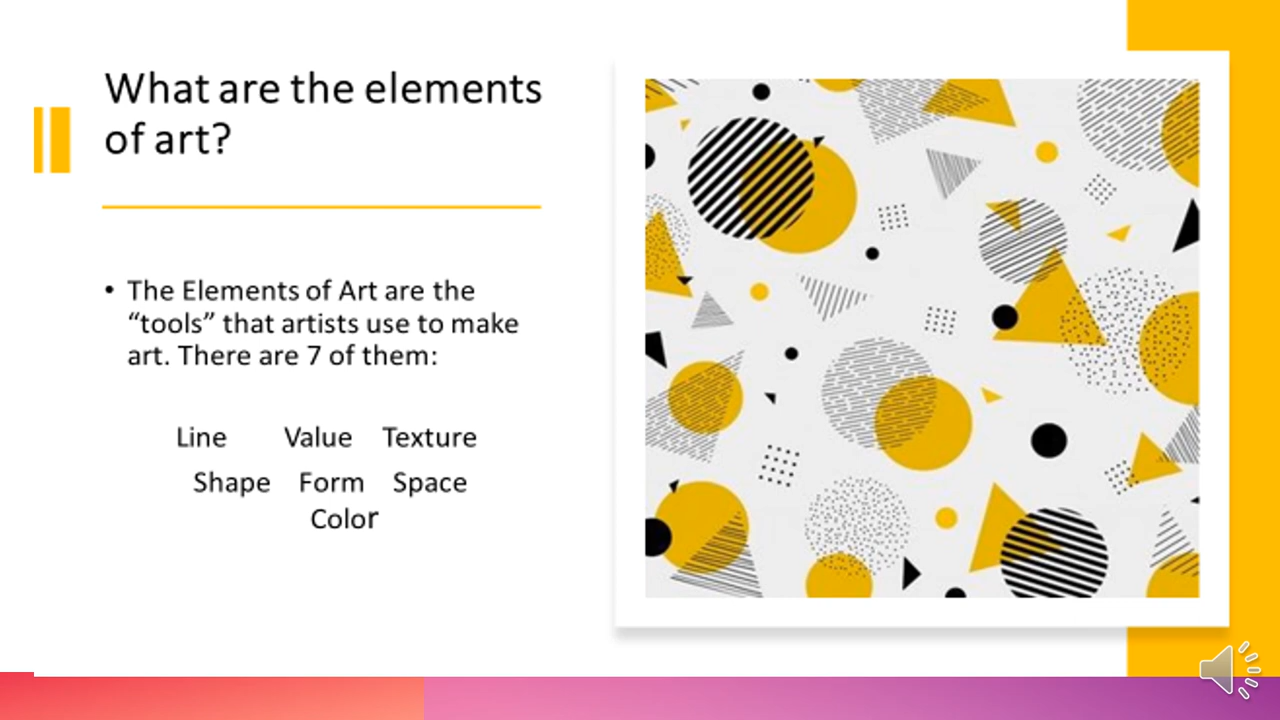 What are the elements
of art?
• The Elements of Art are the
“tools” that artists use to make
art. There are 7 of them:
Line Value Texture
Shape Form Space
Color